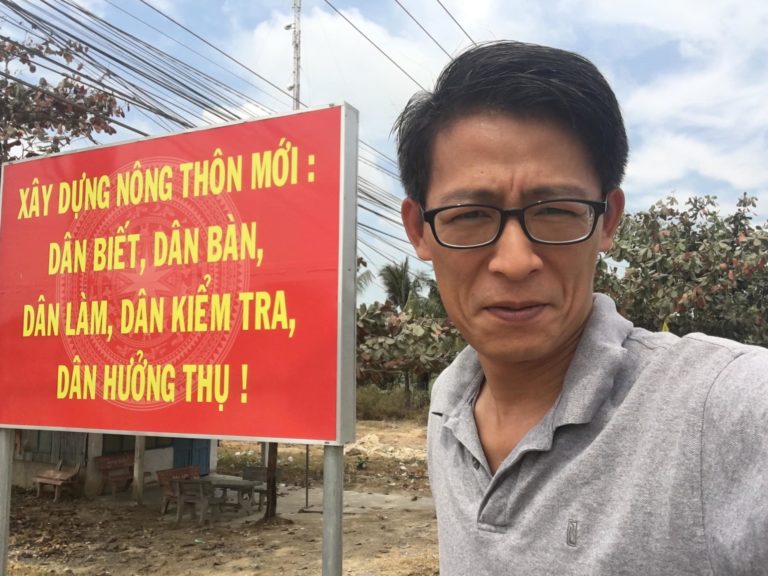 XÂY DỰNG NÔNG THÔN MỚI :
DÂN BIẾT, DÂN BÀN,
DÂN LÀM, DÂN KIỂM TRA,
DÂN HƯỞNG THỤ !